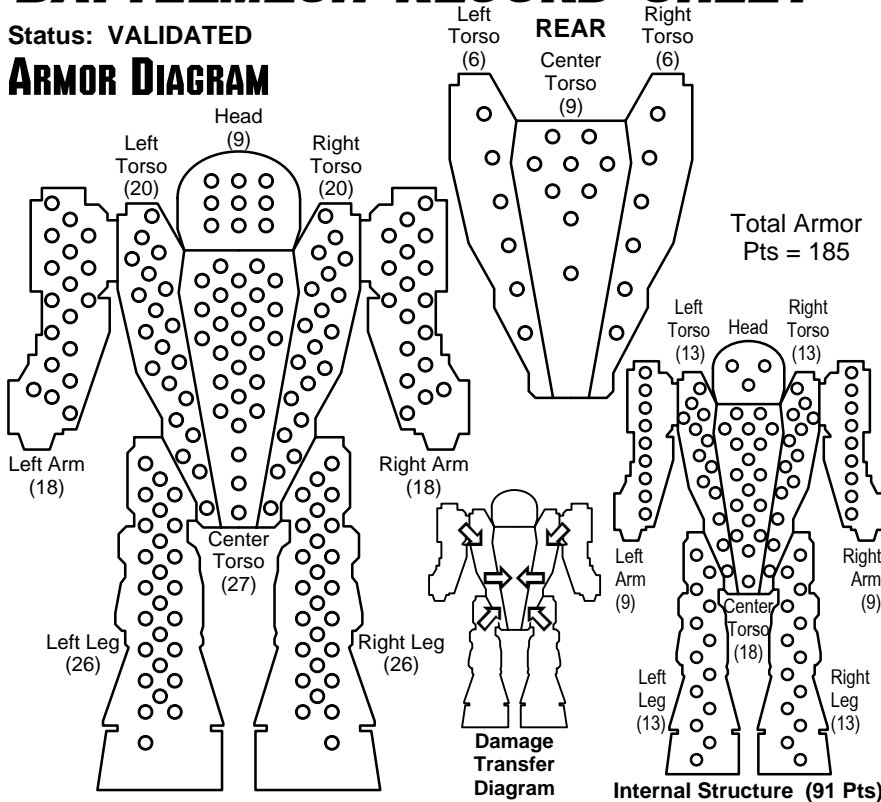 BATTLEMECH RECORD SHEET
Status: VALIDATED
ARMOR DIAGRAM
REAR
Left
Torso
(6)
Center
Torso
(9)
Right
Torso
(6)
Head
(9)
Left
Torso
(20)
Right
Torso
(20)
Left Arm
(18)
Right Arm
(18)
Center
Torso
(27)
Left Leg
(26)
Right Leg
(26)
Total Armor
Pts = 185
Left
Torso
(13)
Head
Right
Torso
(13)
Left
Arm
(9)
Right
Arm
(9)
Center
Torso
(18)
Left
Leg
(13)
Right
Leg
(13)
Damage
Transfer
Diagram
Internal Structure (91 Pts)